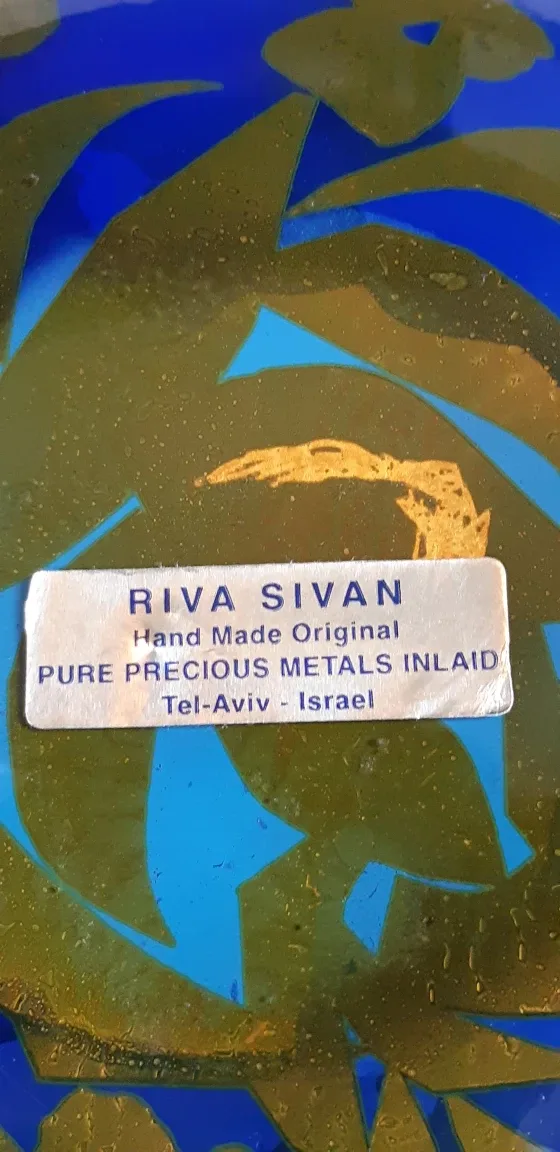 RIVA SIVAN
Hand Made Original
PURE PRECIOUS METALS INLAID
Tel-Aviv - Israel